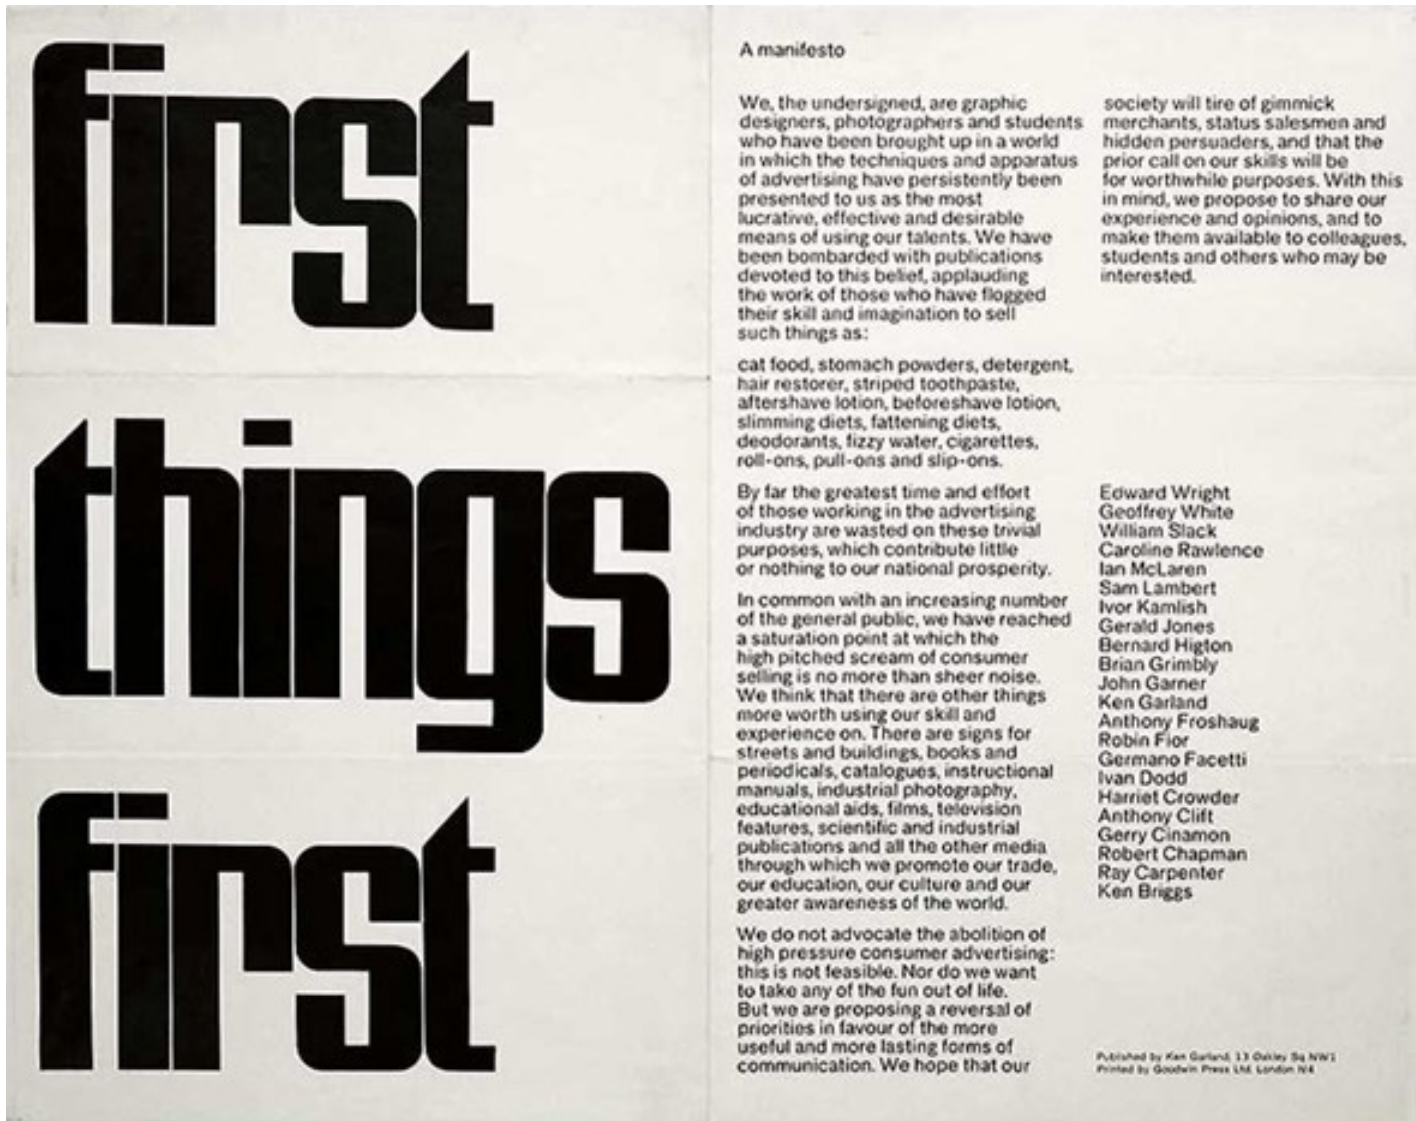 first
things
first
A manifesto
We, the undersigned, are graphic
designers, photographers and students
who have been brought up in a world
in which the techniques and apparatus
of advertising have persistently been
presented to us as the most
lucrative, effective and desirable
means of using our talents. We have
been bombarded with publications
devoted to this belief, applauding
the work of those who have flogged
their skill and imagination to sell
such things as:
cat food, stomach powders, detergent,
hair restorer, striped toothpaste,
aftershave lotion, beforeshave lotion,
slimming diets, fattening diets,
deodorants, fizzy water, cigarettes,
roll-ons, pull-ons and slip-ons.
By far the greatest time and effort
of those working in the advertising
industry are wasted on these trivial
purposes, which contribute little
or nothing to our national prosperity.
In common with an increasing number
of the general public, we have reached
a saturation point at which the
high pitched scream of consumer
selling is no more than sheer noise.
We think that there are other things
more worth using our skill and
experience on. There are signs for
streets and buildings, books and
periodicals, catalogues, instructional
manuals, industrial photography,
educational aids, films, television
features, scientific and industrial
publications and all the other media
through which we promote our trade,
our education, our culture and our
greater awareness of the world.
We do not advocate the abolition of
high pressure consumer advertising:
this is not feasible. Nor do we want
to take any of the fun out of life.
But we are proposing a reversal of
priorities in favour of the more
useful and more lasting forms of
communication. We hope that our
society will tire of gimmick
merchants, status salesmen and
hidden persuaders, and that the
prior call on our skills will be
for worthwhile purposes. With this
in mind, we propose to share our
experience and opinions, and to
make them available to colleagues,
students and others who may be
interested.
Edward Wright
Geoffrey White
William Slack
Caroline Rawlence
Ian McLaren
Sam Lambert
Ivor Kamlish
Gerald Jones
Bernard Higton
Brian Grimbly
John Garner
Ken Garland
Anthony Froshaug
Robin Fior
Germano Facetti
Ivan Dodd
Harriet Crowder
Anthony Clift
Gerry Cinamon
Robert Chapman
Ray Carpenter
Ken Briggs
Published by Ken Garland, 13 Oakley Sq NW1
Printed by Goodwin Press Ltd. London N4